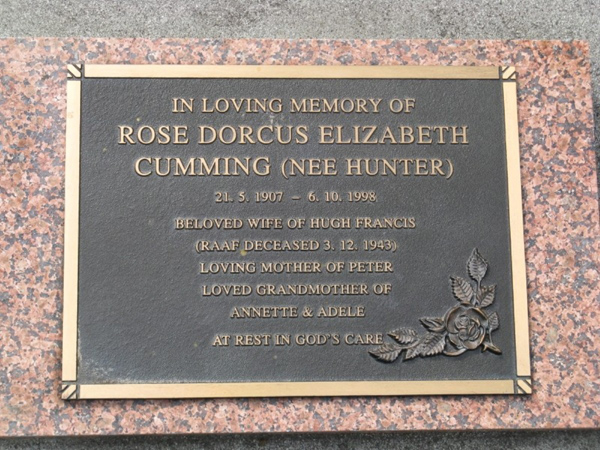 IN LOVING MEMORY OF
ROSE DORCUS ELIZABETH
CUMMING (NEE HUNTER)
21. 5. 1907 – 6. 10. 1998
BELOVED WIFE OF HUGH FRANCIS
(RAAF DECEASED 3. 12. 1943)
LOVING MOTHER OF PETER
LOVED GRANDMOTHER OF
ANNETTE & ADELE
AT REST IN GOD'S CARE